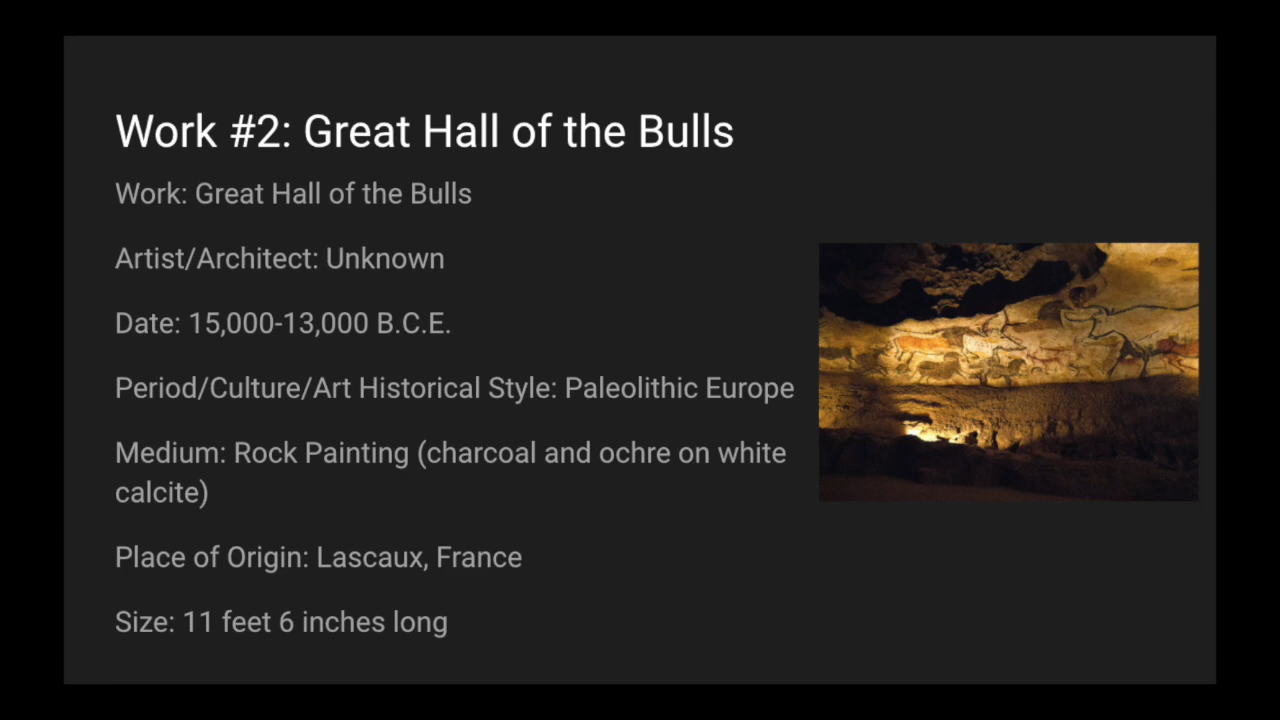 Work #2: Great Hall of the Bulls
Work: Great Hall of the Bulls
Artist/Architect: Unknown
Date: 15,000-13,000 B.C.E.
Period/Culture/Art Historical Style: Paleolithic Europe
Medium: Rock Painting (charcoal and ochre on white
calcite)
Place of Origin: Lascaux, France
Size: 11 feet 6 inches long